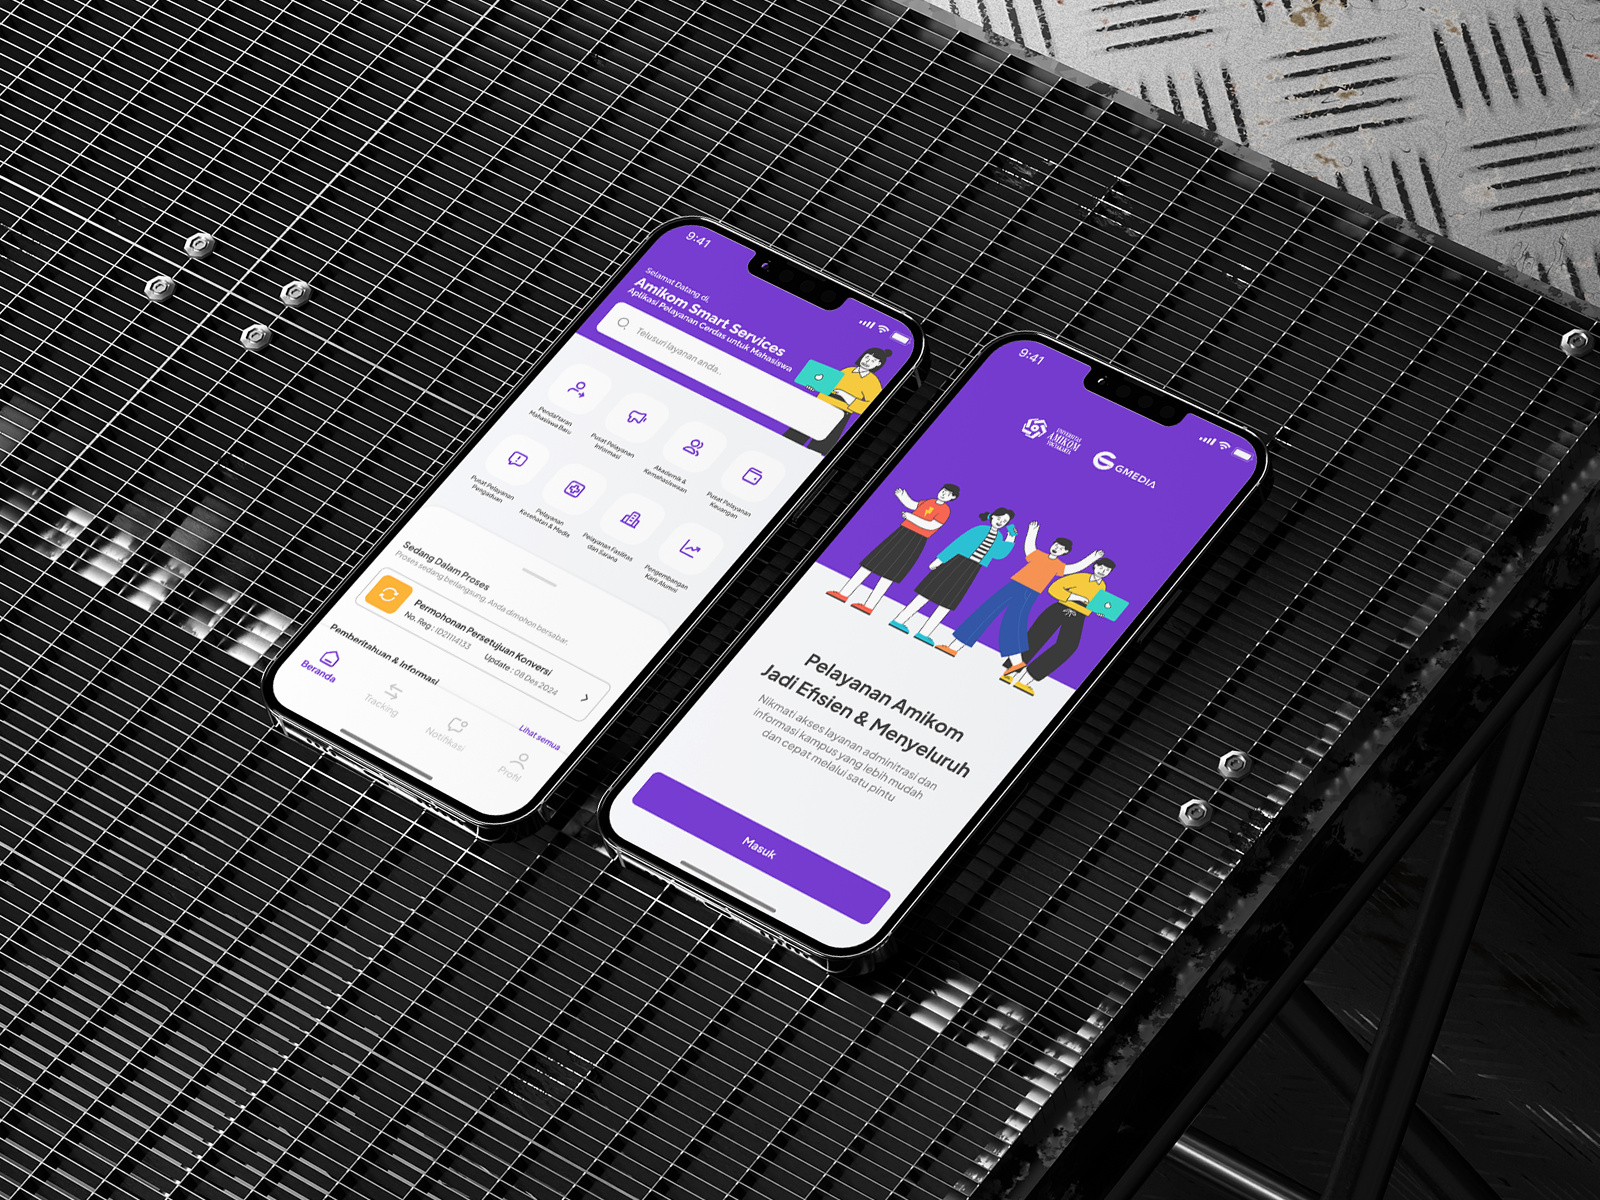 9:41
Selamat Datang di,
Amikom Smart Services
Aplikasi Pelayanan Cerdas untuk Mahasiswa
Telusuri layanan anda..
Pendaftaran
Mahasiswa Baru
Pusat Pelayanan
Informasi
Akademik &
Kemahasiswaan
Pusat Pelayanan
Keuangan
Pusat Pelayanan
Pengaduan
Pelayanan
Kesehatan & Medis
Pelayanan Fasilitas
dan Sarana
Pengembangan
Karir Alumni
Sedang Dalam Proses
Proses sedang berlangsung. Anda dimohon bersabar.
Permohonan Persetujuan Konversi
No. Reg : ID21114133 Update : 08 Des 2024
Pemberitahuan & Informasi
Lihat semua
Beranda
Tracking
Notifikasi
Profil
9:41
UNIVERSITAS
AMIKOM
YOGYAKARTA
GMEDIA
Pelayanan Amikom
Jadi Efisien & Menyeluruh
Nikmati akses layanan adminitrasi dan
informasi kampus yang lebih mudah
dan cepat melalui satu pintu
Masuk